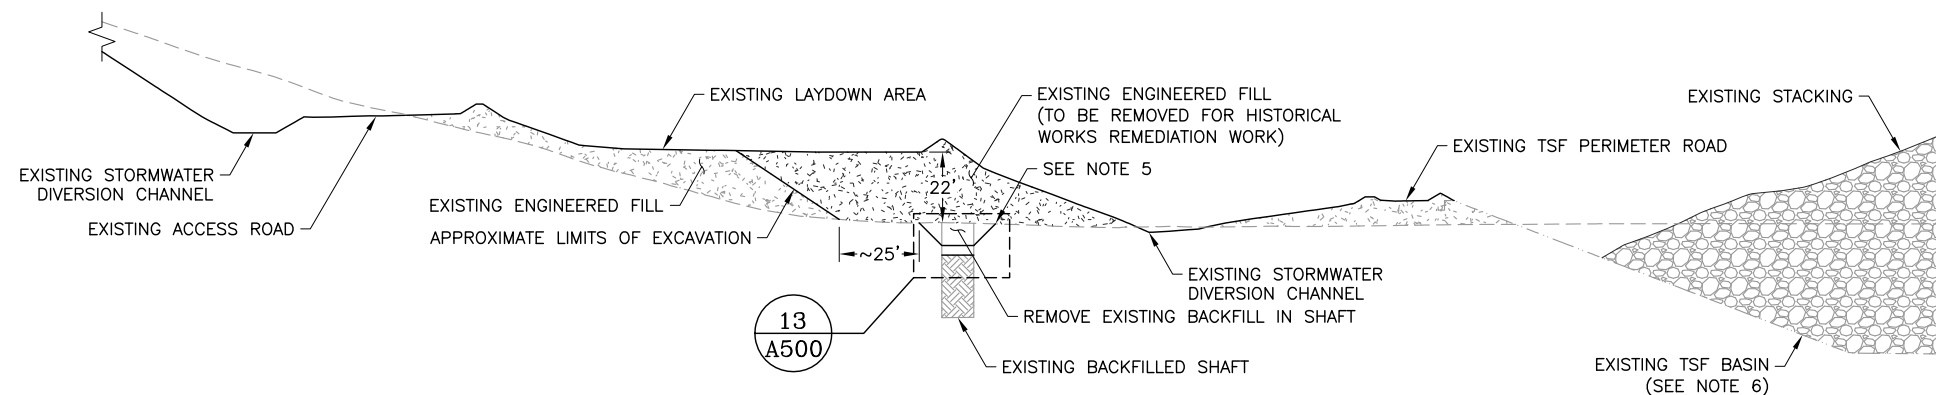 EXISTING LAYDOWN AREA
EXISTING ENGINEERED FILL
(TO BE REMOVED FOR HISTORICAL
WORKS REMEDIATION WORK)
EXISTING STACKING
SEE NOTE 5
EXISTING TSF PERIMETER ROAD
EXISTING STORMWATER
DIVERSION CHANNEL
22'
EXISTING ENGINEERED FILL
EXISTING ACCESS ROAD
APPROXIMATE LIMITS OF EXCAVATION
~25'
EXISTING STORMWATER
DIVERSION CHANNEL
REMOVE EXISTING BACKFILL IN SHAFT
13
A500
EXISTING BACKFILLED SHAFT
EXISTING TSF BASIN
(SEE NOTE 6)